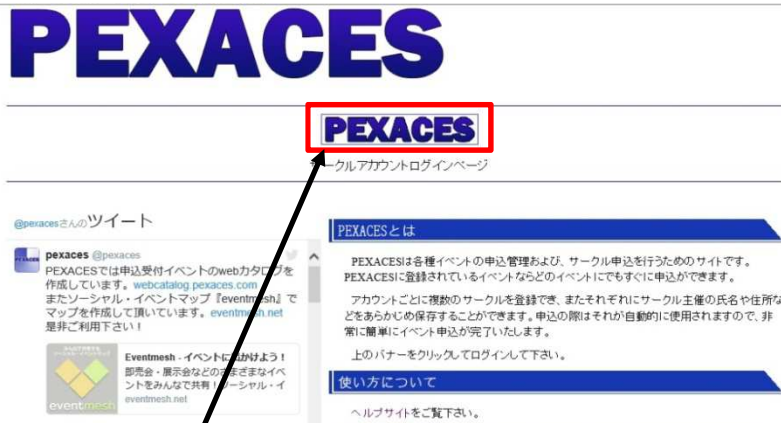 PEXACES
PEXACES
サークルアカウントログインページ
@pexacesさんのツイート
pexaces @pexaces
PEXACESでは申込受付イベントのwebカタログを
作成しています。webcatalog.pexaces.com
またソーシャル・イベントマップ『eventmesh』で
マップを作成して頂いています。eventmesh.net
是非ご利用下さい！
eventmesh
Eventmesh - イベントに出かけよう！
即売会・展示会などのさまざまなイベ
ントをみんなで共有！ソーシャル・イ
eventmesh.net
PEXACESとは
PEXACESは各種イベントの申込管理および、サークル申込を行うためのサイトです。
PEXACESに登録されているイベントならどのイベントにでもすぐに申込ができます。
アカウントごとに複数のサークルを登録でき、またそれぞれにサークル主催の氏名や住所な
どをあらかじめ保存することができます。申込の際はそれが自動的に使用されますので、非
常に簡単にイベント申込が完了いたします。
上のバナーをクリックしてログインして下さい。
使い方について
ヘルプサイトをご覧下さい。